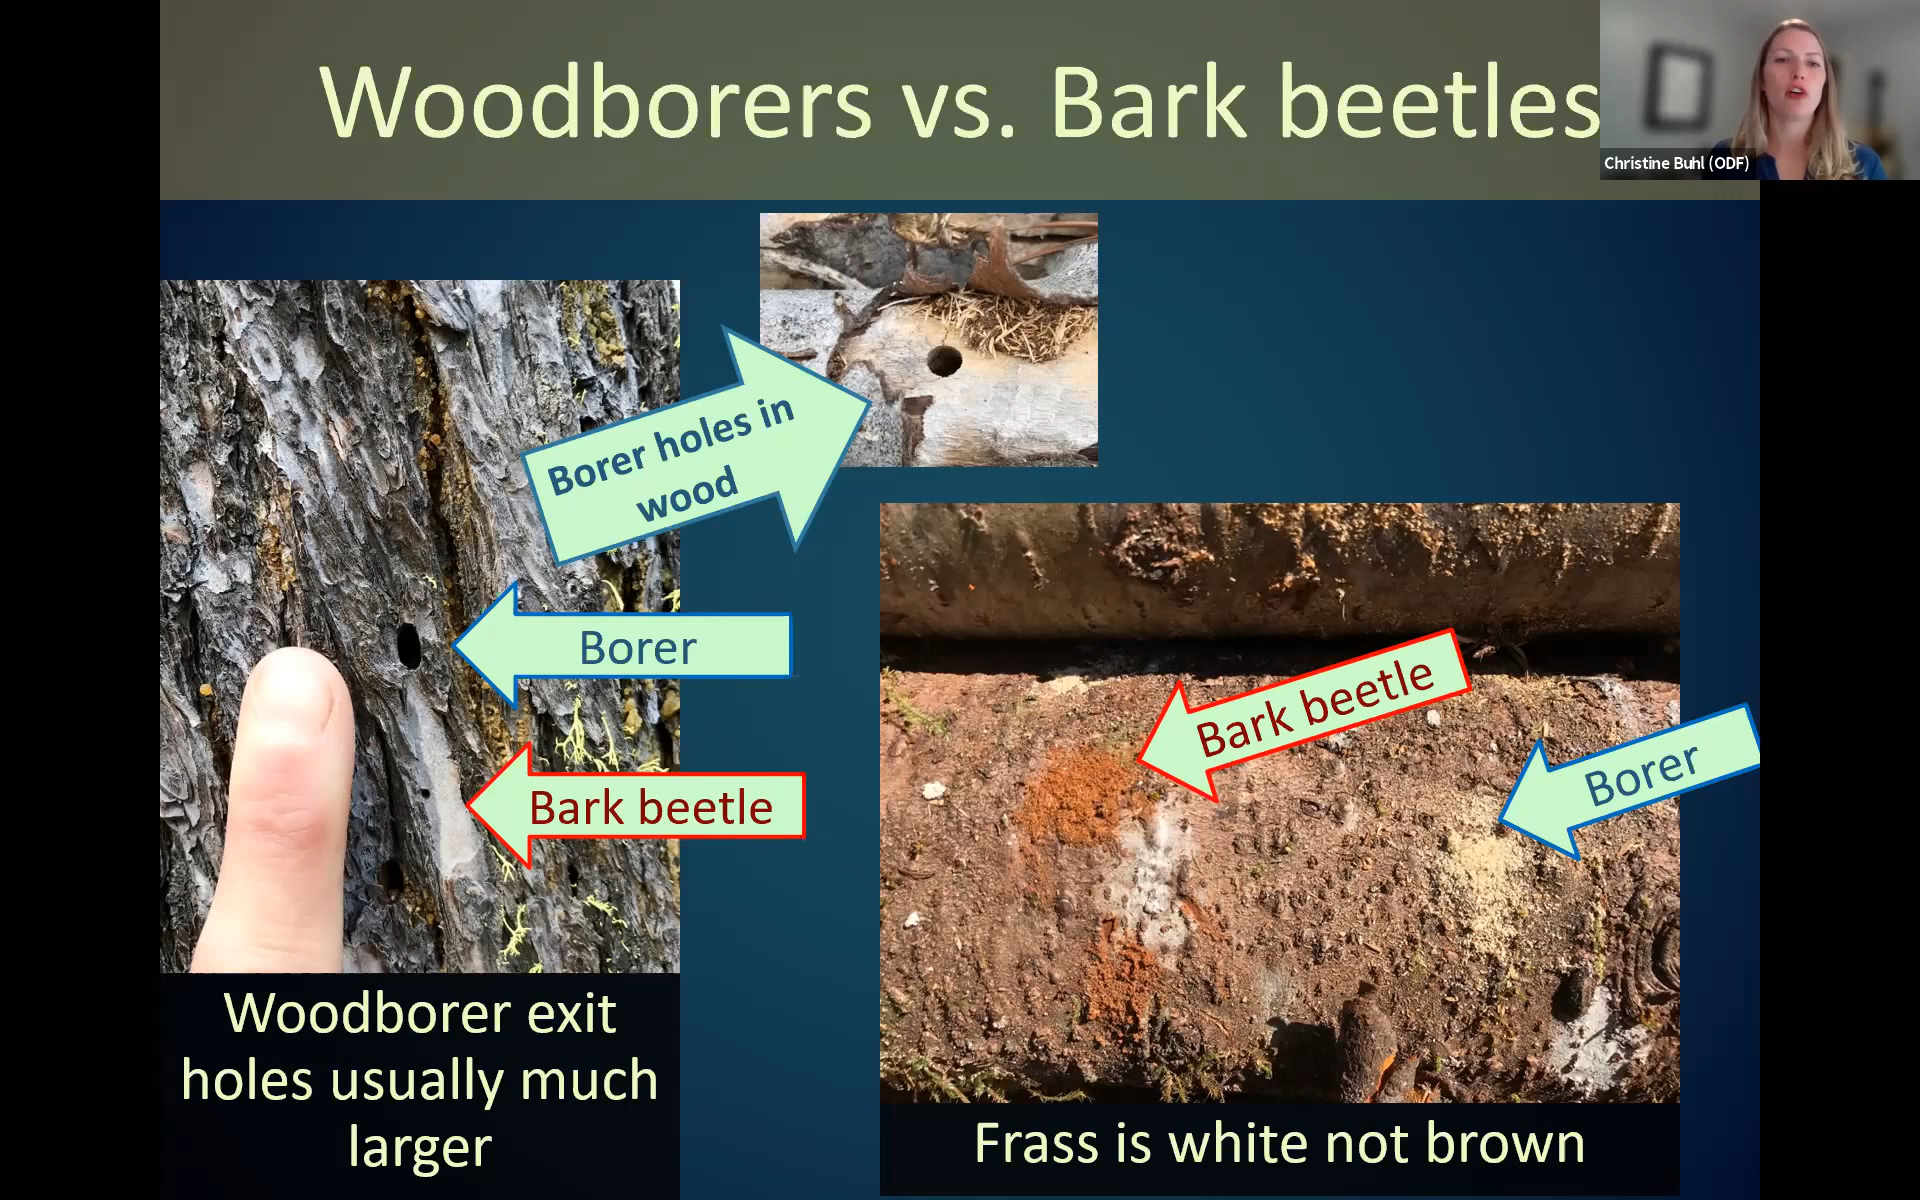 Woodborers vs. Bark beetles
Christine Buhl (ODF)
Borer holes in
wood
Borer
Bark beetle
Bark beetle
Borer
Woodborer exit
holes usually much
larger
Frass is white not brown